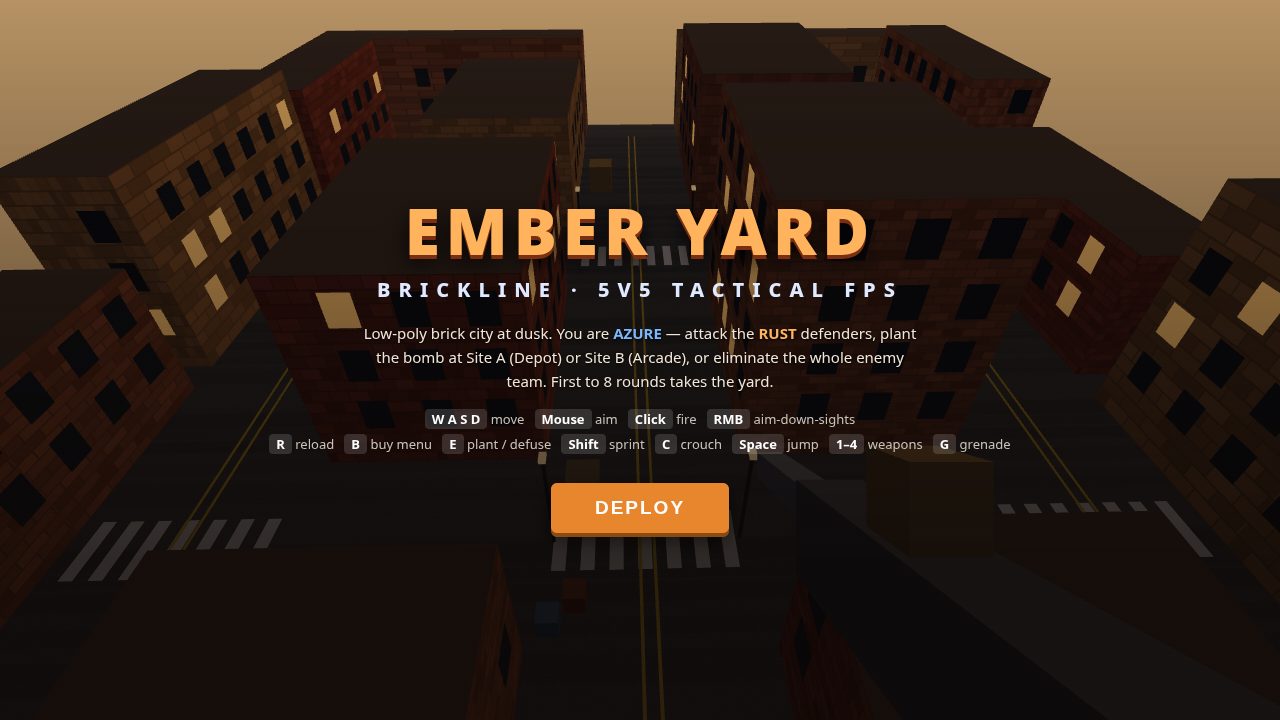 EMBER YARD
BRICKLINE · 5V5 TACTICAL FPS
Low-poly brick city at dusk. You are AZURE — attack the RUST defenders, plant
the bomb at Site A (Depot) or Site B (Arcade), or eliminate the whole enemy
team. First to 8 rounds takes the yard.
W A S D move Mouse aim Click fire RMB aim-down-sights
R reload B buy menu E plant / defuse Shift sprint C crouch Space jump 1–4 weapons G grenade
DEPLOY